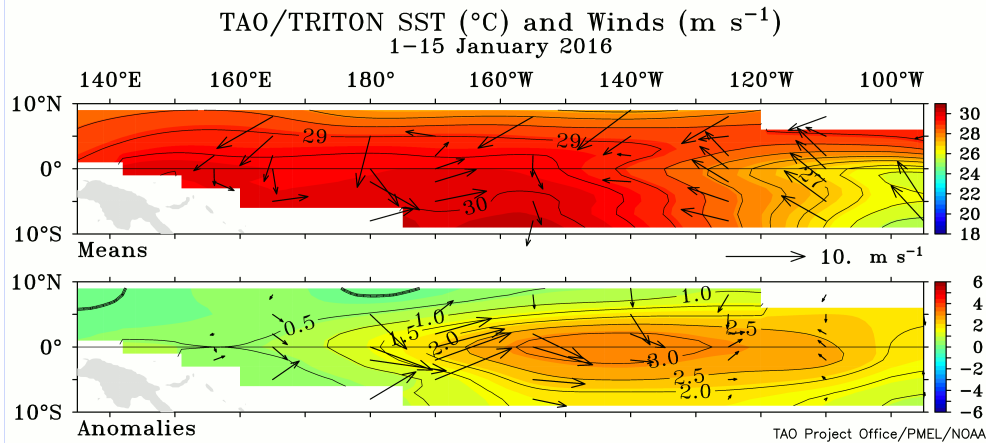 TAO/TRITON SST (°C) and Winds (m s⁻¹)
1–15 January 2016
140°E 160°E 180° 160°W 140°W 120°W 100°W
10°N
0°
10°S
29
29
30
27
30
28
26
24
22
20
18
Means
10. m s⁻¹
10°N
0°
10°S
0.5
1.5
1.0
2.0
1.0
2.5
3.0
2.5
2.0
6
4
2
0
−2
−4
−6
Anomalies
TAO Project Office/PMEL/NOAA